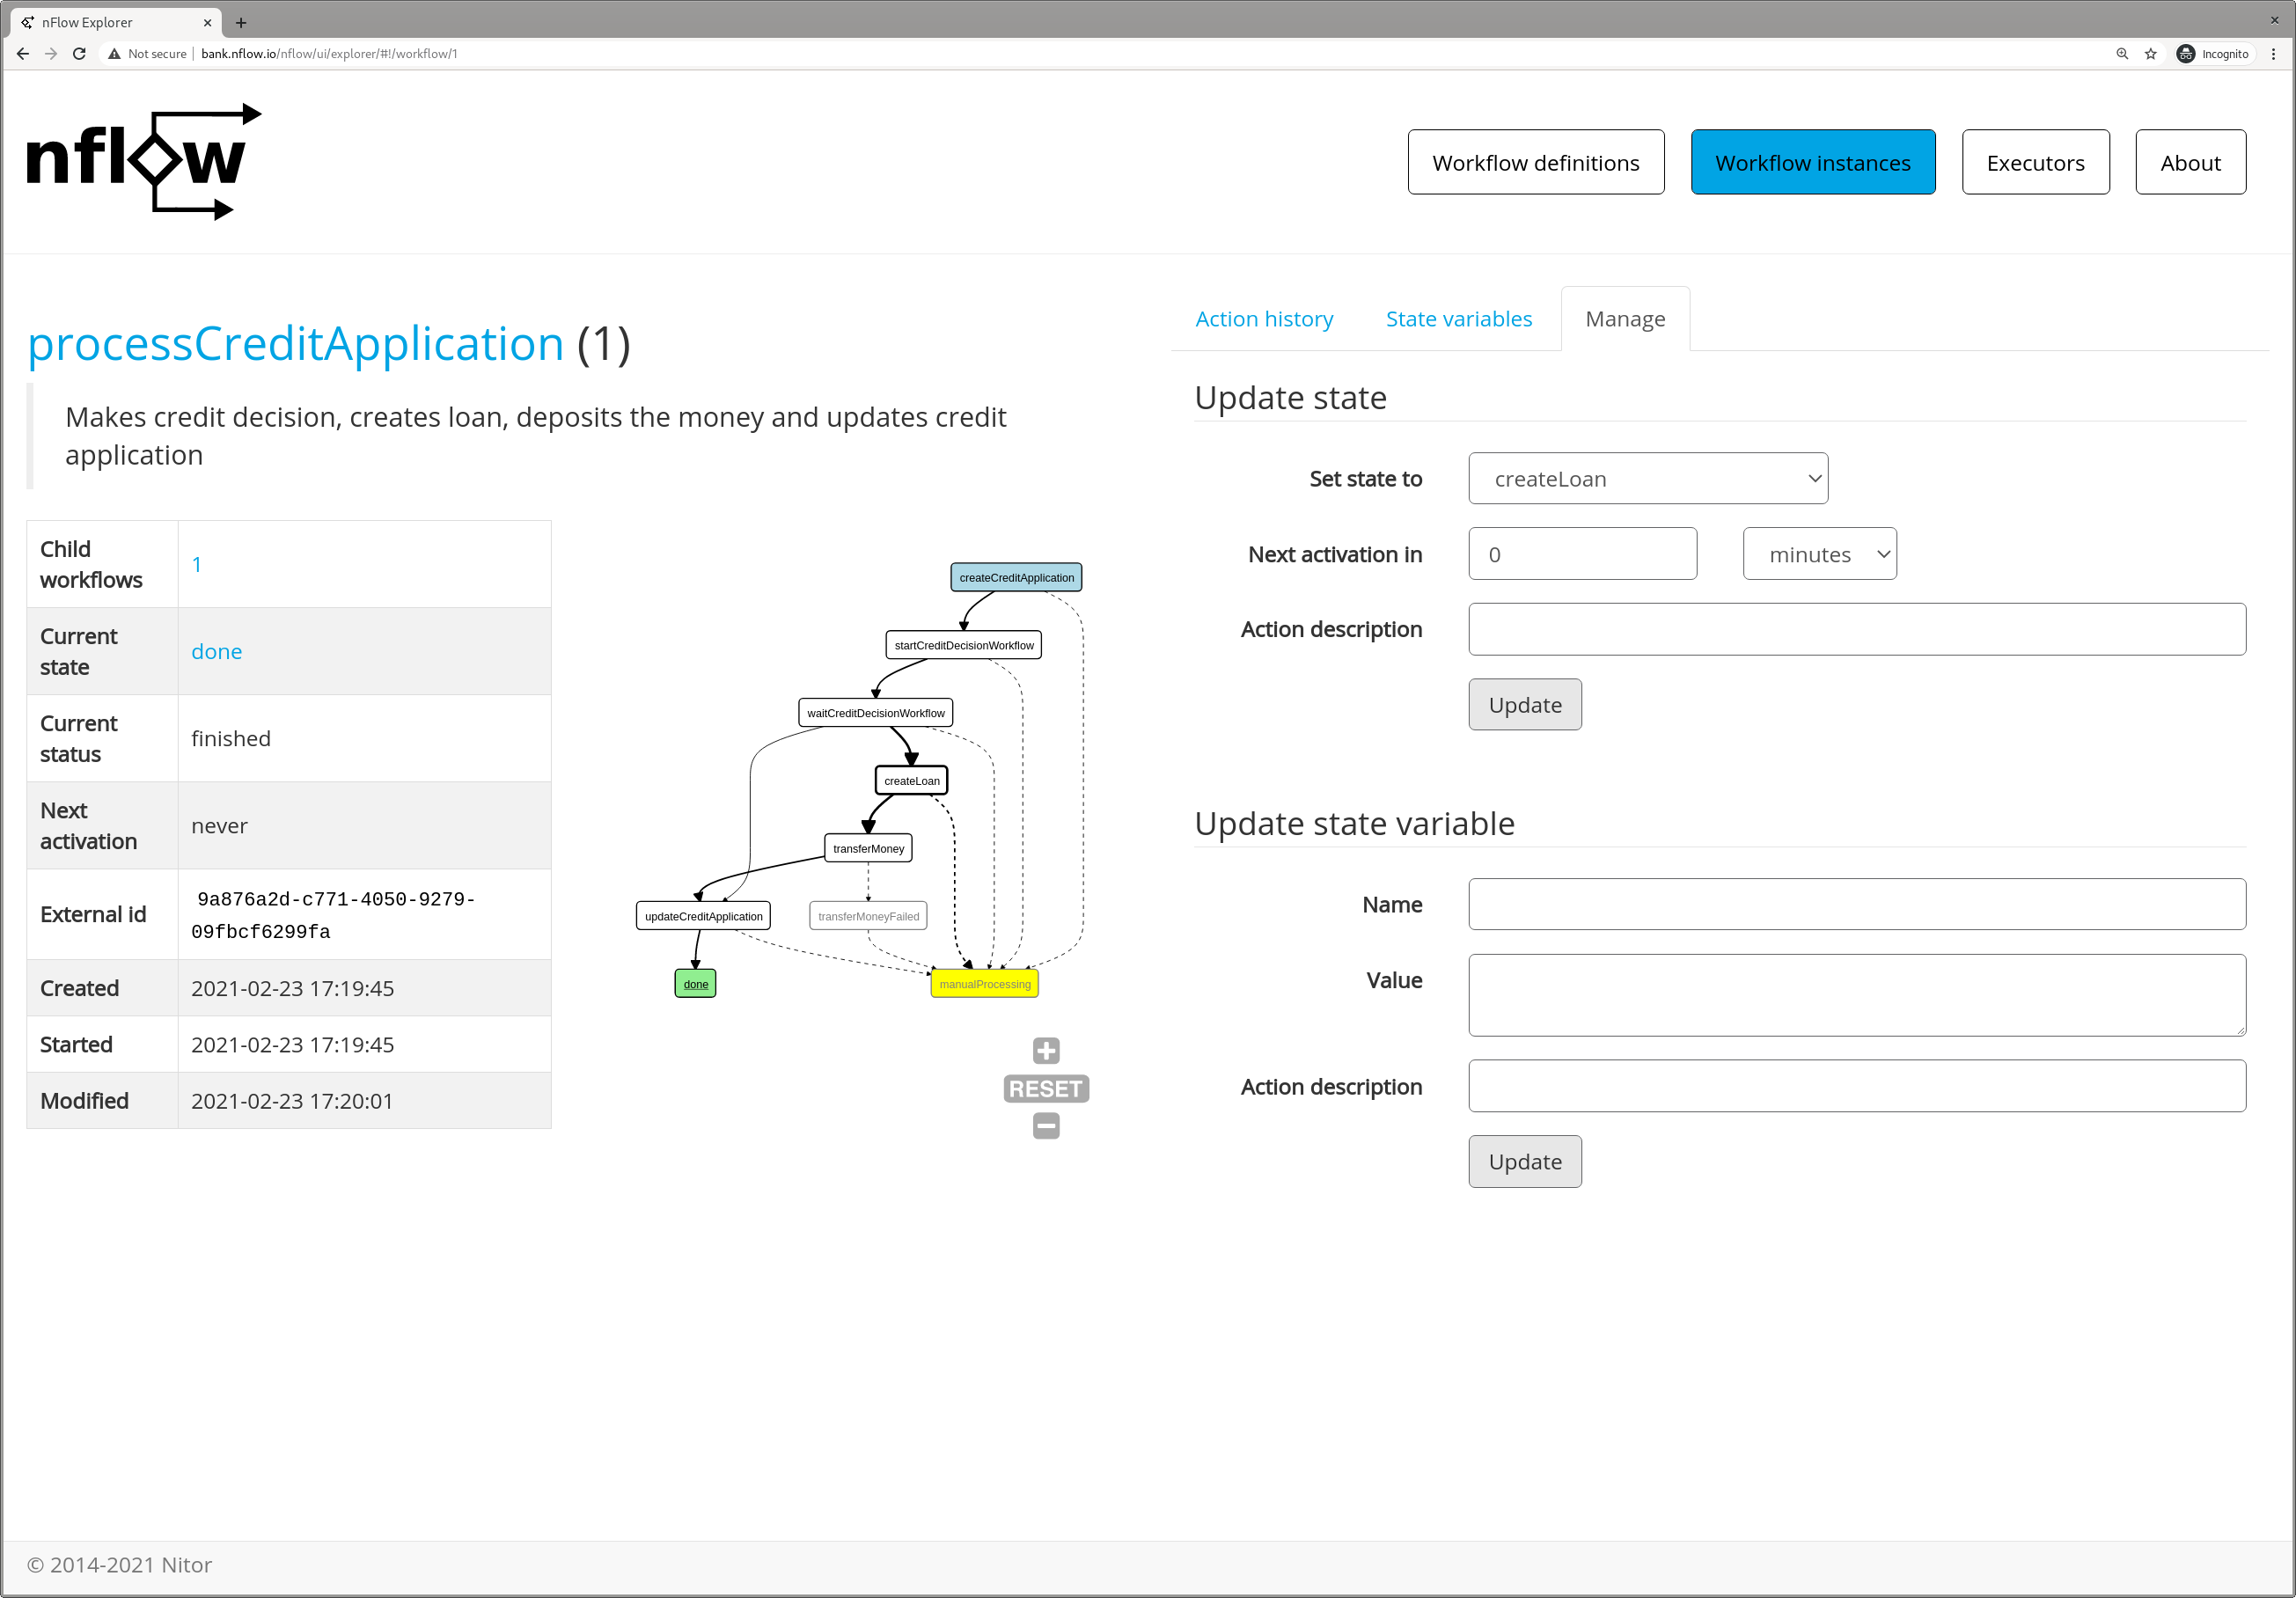 nFlow Explorer
Not secure
bank.nflow.io/nflow/ui/explorer/#!/workflow/1
Incognito
nflow
Workflow definitions
Workflow instances
Executors
About
processCreditApplication (1)
Makes credit decision, creates loan, deposits the money and updates credit
application
Child
workflows
1
Current
state
done
Current
status
finished
Next
activation
never
External id
9a876a2d-c771-4050-9279-
09fbcf6299fa
Created
2021-02-23 17:19:45
Started
2021-02-23 17:19:45
Modified
2021-02-23 17:20:01
createCreditApplication
startCreditDecisionWorkflow
waitCreditDecisionWorkflow
createLoan
transferMoney
updateCreditApplication
transferMoneyFailed
done
manualProcessing
RESET
Action history
State variables
Manage
Update state
Set state to
createLoan
Next activation in
0
minutes
Action description
Update
Update state variable
Name
Value
Action description
Update
© 2014-2021 Nitor